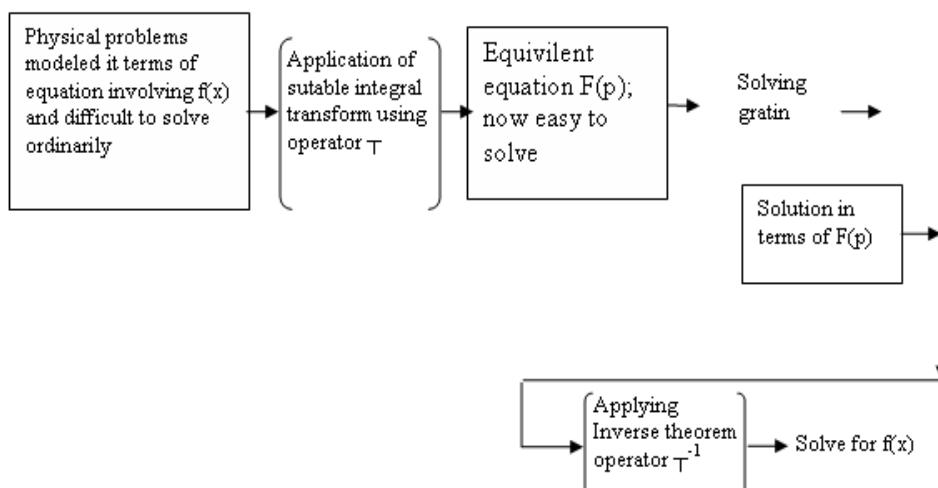 Physical problems
modeled it terms of
equation involving f(x)
and difficult to solve
ordinarily
Application of
sutable integral
transform using
operator T
Equivilent
equation F(p);
now easy to
solve
Solving
gratin
Solution in
terms of F(p)
Applying
Inverse theorem
operator T⁻¹
Solve for f(x)